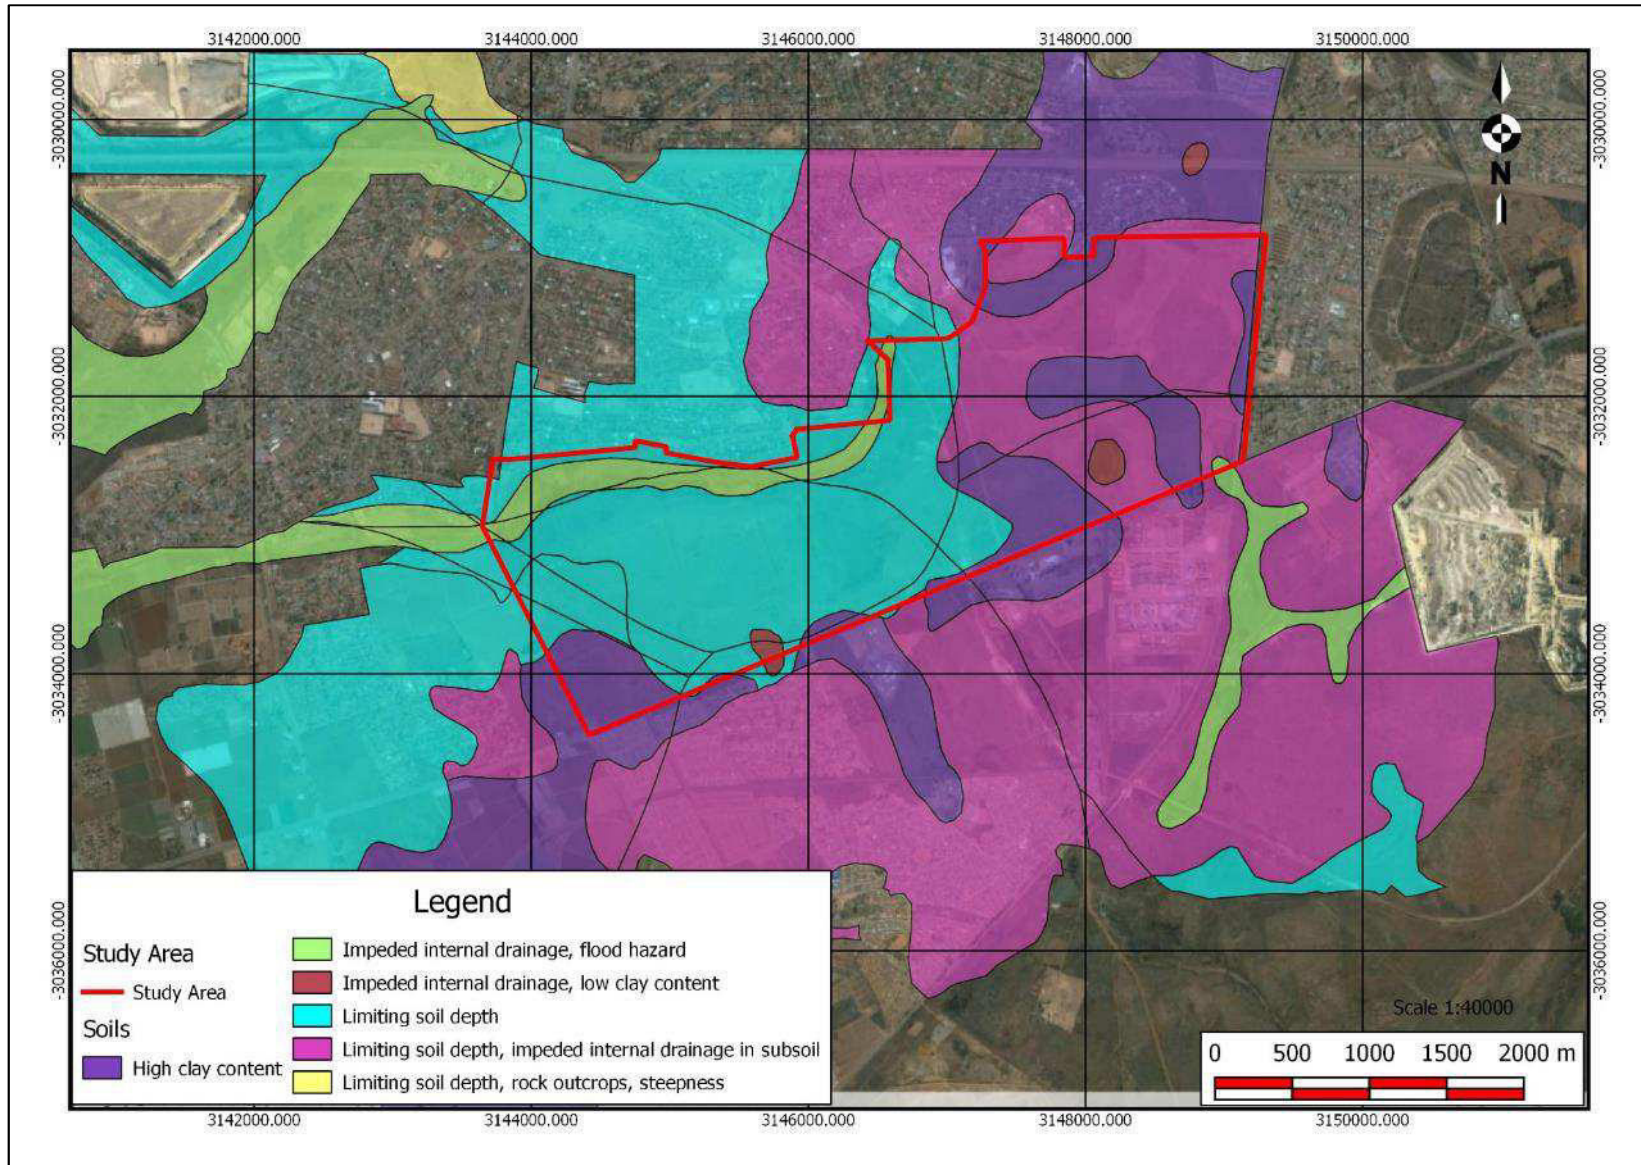 3142000.000 3144000.000 3146000.000 3148000.000 3150000.000
-3030000.000 -3030000.000
N
-3032000.000 -3032000.000
-3034000.000 -3034000.000
-3036000.000 -3036000.000
Legend
Study Area
Study Area
Soils
High clay content
Impeded internal drainage, flood hazard
Impeded internal drainage, low clay content
Limiting soil depth
Limiting soil depth, impeded internal drainage in subsoil
Limiting soil depth, rock outcrops, steepness
Scale 1:40000
0 500 1000 1500 2000 m
3142000.000 3144000.000 3146000.000 3148000.000 3150000.000